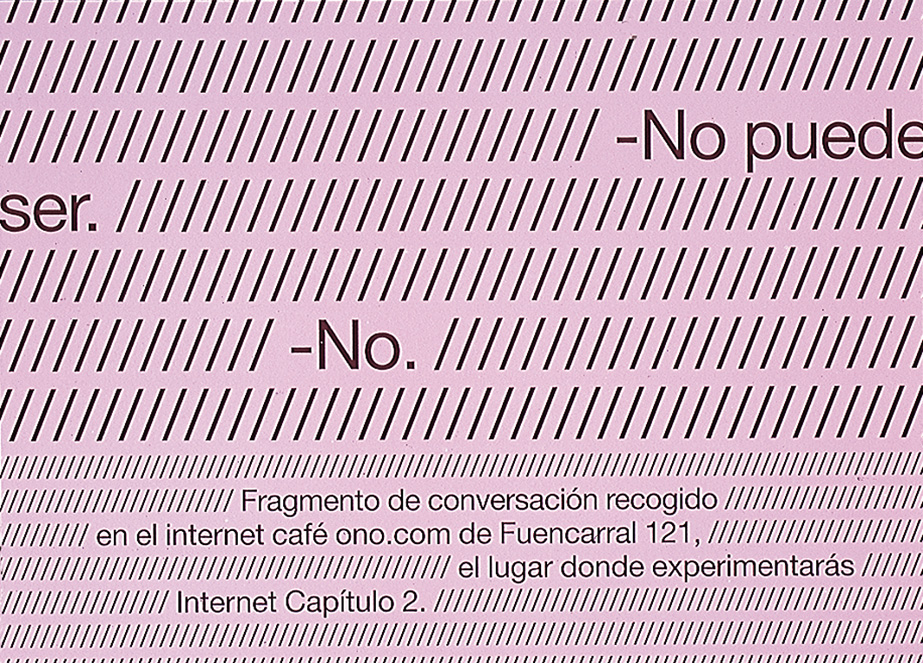 -No puede
ser.
-No.
Fragmento de conversación recogido
en el internet café ono.com de Fuencarral 121,
el lugar donde experimentarás
Internet Capítulo 2.